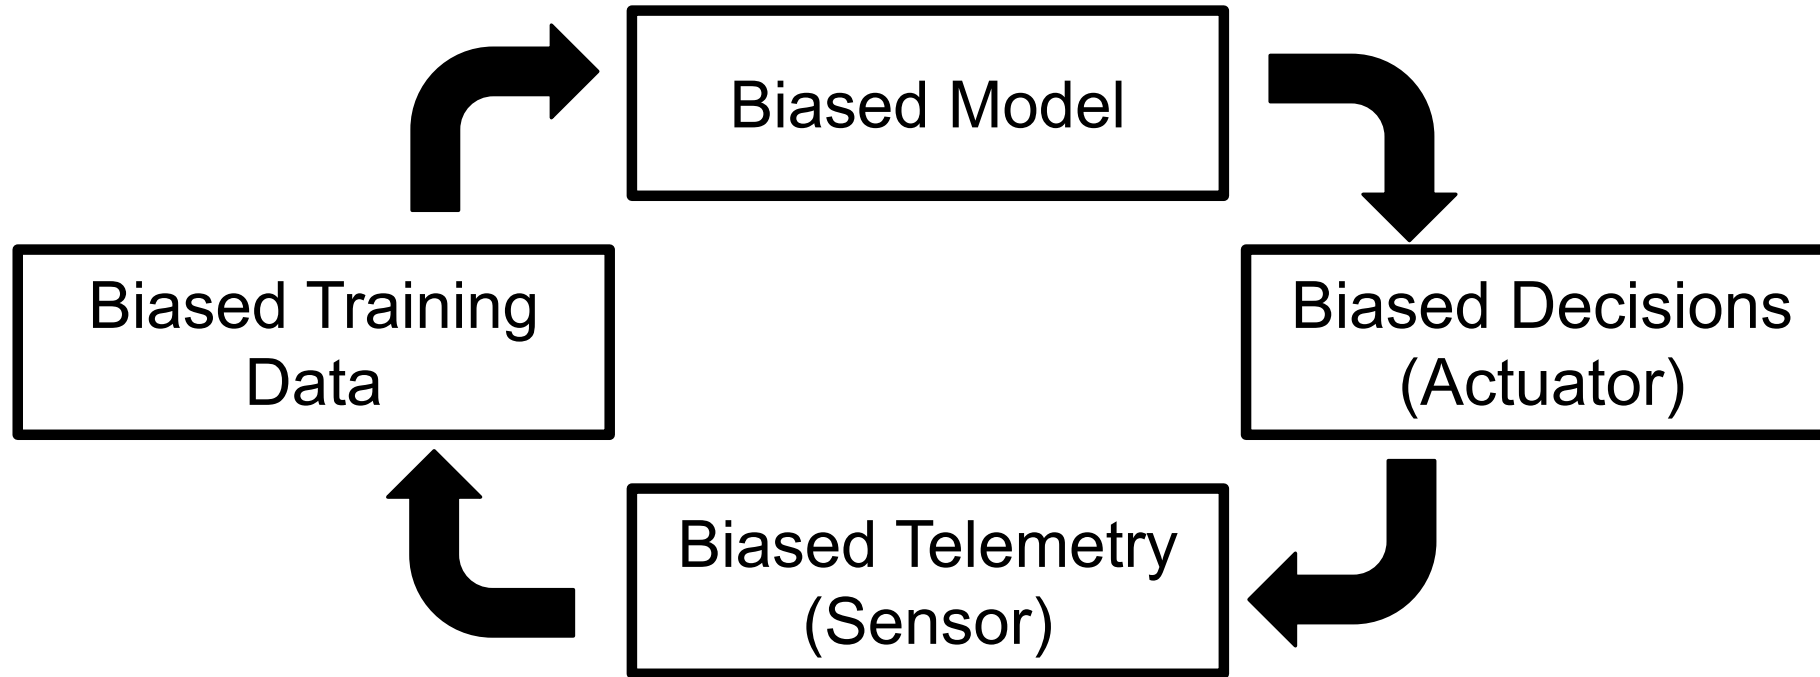 Biased Model
Biased Training
Data
Biased Decisions
(Actuator)
Biased Telemetry
(Sensor)